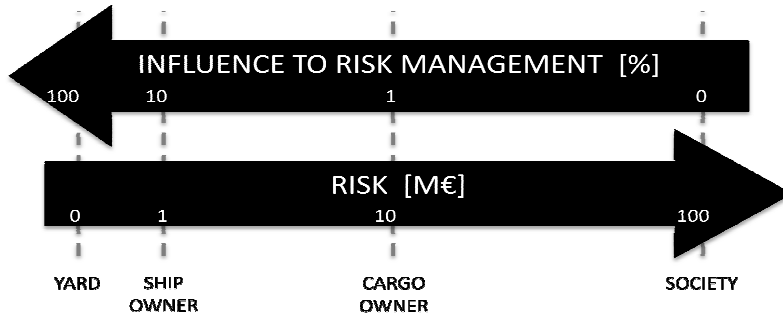 INFLUENCE TO RISK MANAGEMENT [%]
100 10 1 0
RISK [M€]
0 1 10 100
YARD SHIP CARGO SOCIETY
OWNER OWNER